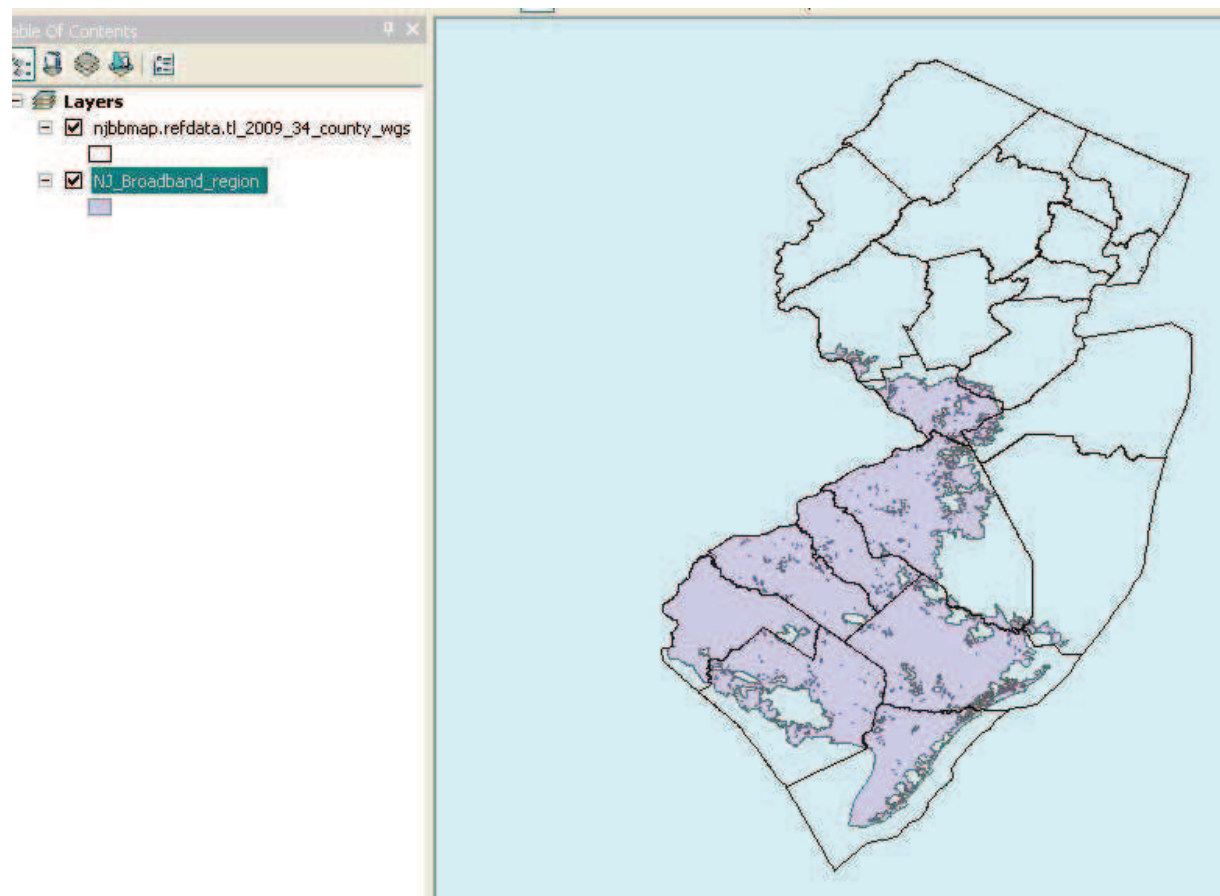 able Of Contents
Layers
njbbmap.refdata.tl_2009_34_county_wgs
NJ_Broadband_region